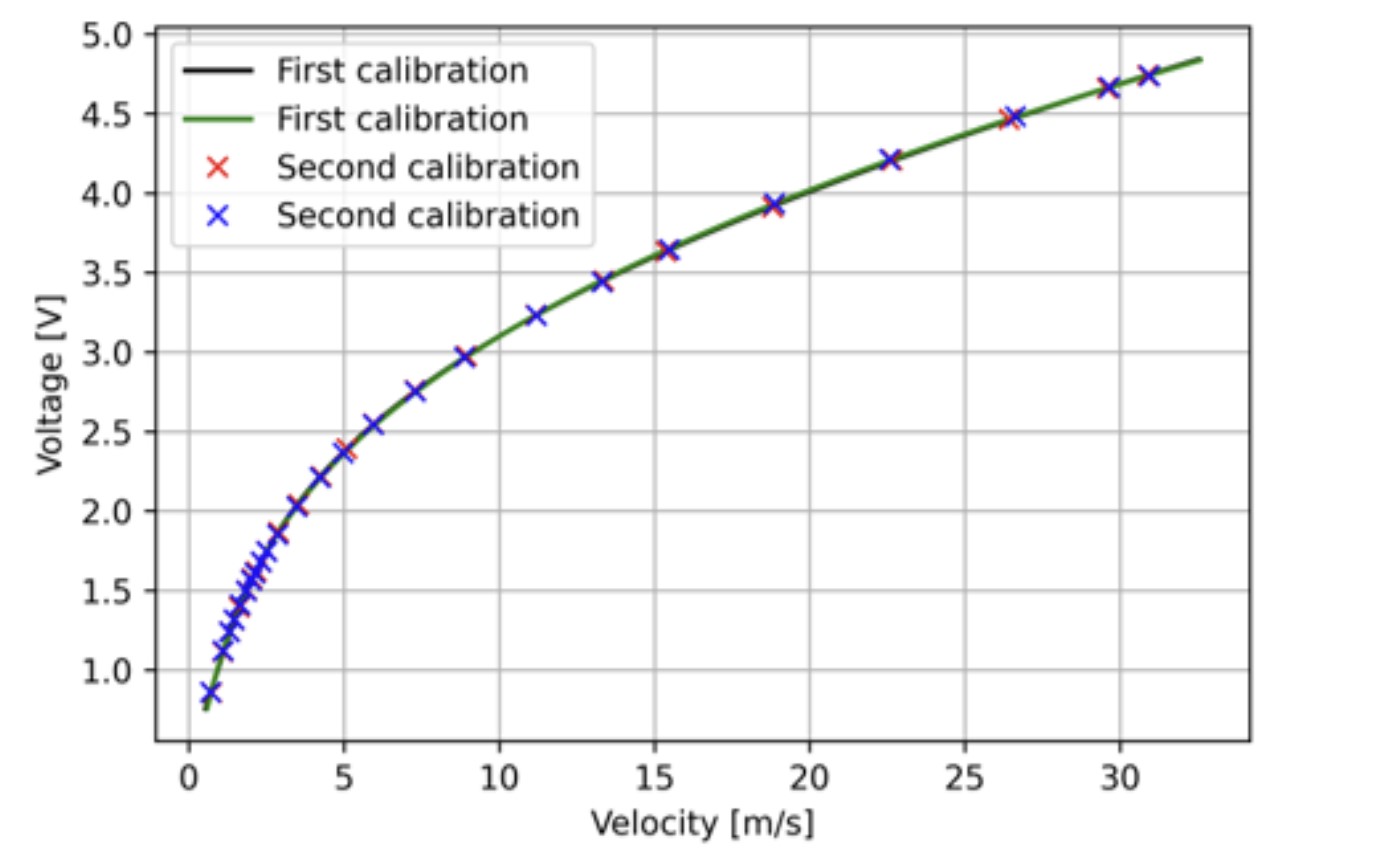 5.0
4.5
4.0
3.5
3.0
2.5
2.0
1.5
1.0
Voltage [V]
First calibration
First calibration
Second calibration
Second calibration
0 5 10 15 20 25 30
Velocity [m/s]